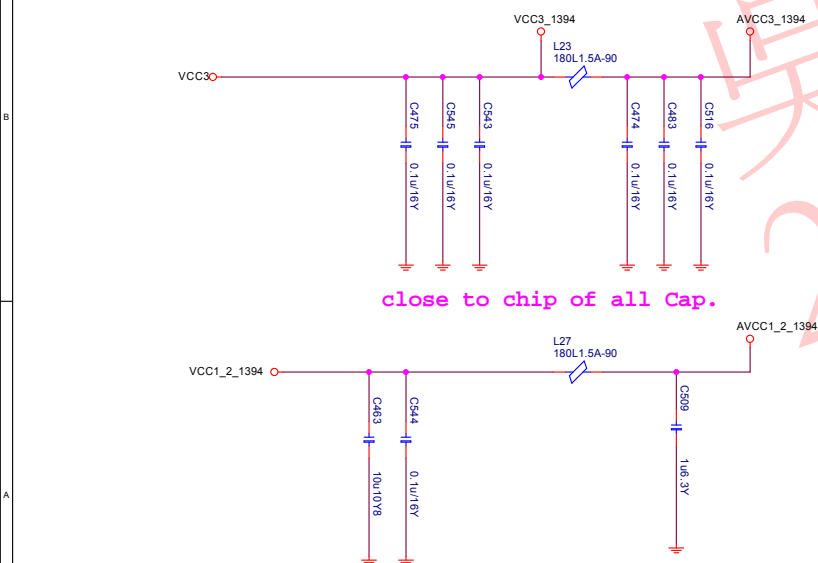 VCC3_1394
AVCC3_1394
L23
180L1.5A-90
VCC3
B
C475
C545
C543
C474
C483
C516
0.1u/16Y
0.1u/16Y
0.1u/16Y
0.1u/16Y
0.1u/16Y
0.1u/16Y
close to chip of all Cap.
AVCC1_2_1394
L27
180L1.5A-90
VCC1_2_1394
C463
C544
C509
10u10Y8
0.1u/16Y
1u6.3Y
A